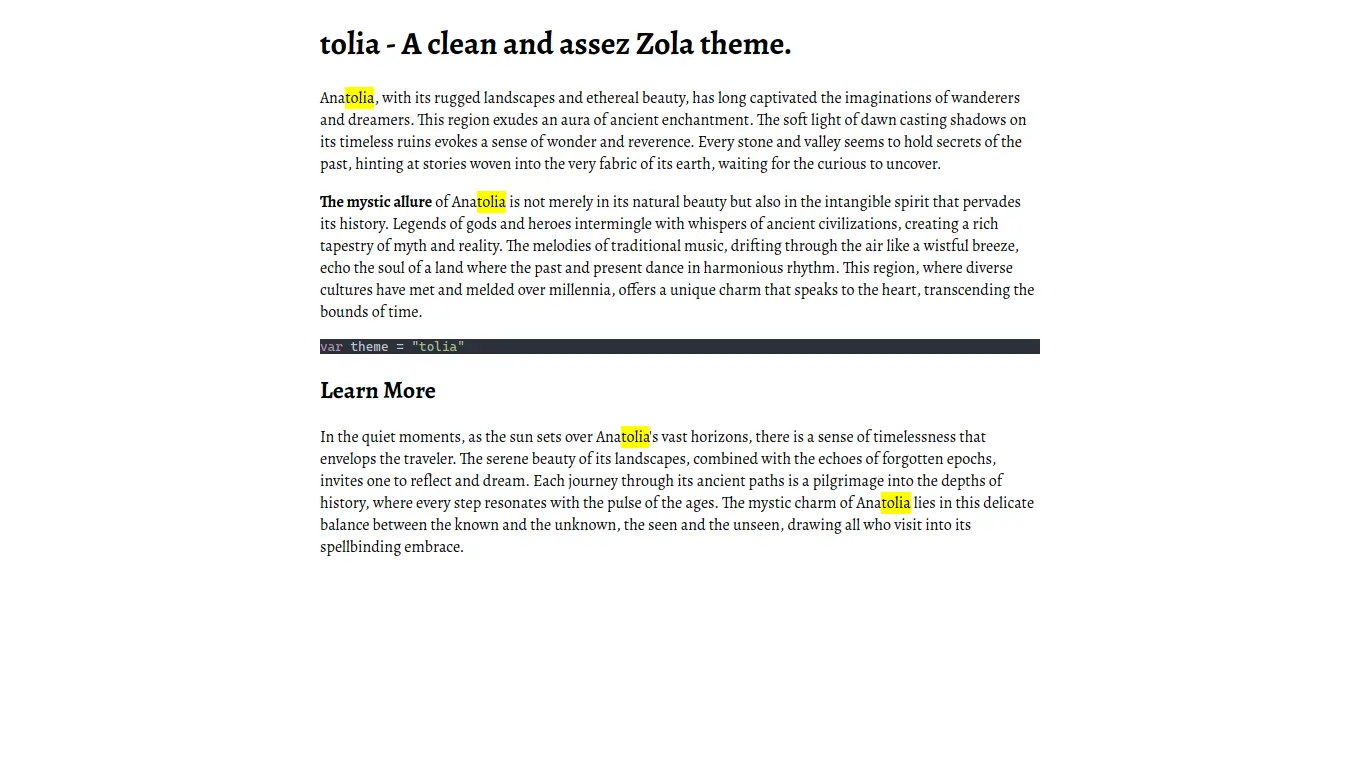 tolia - A clean and assez Zola theme.
Anatolia, with its rugged landscapes and ethereal beauty, has long captivated the imaginations of wanderers
and dreamers. This region exudes an aura of ancient enchantment. The soft light of dawn casting shadows on
its timeless ruins evokes a sense of wonder and reverence. Every stone and valley seems to hold secrets of the
past, hinting at stories woven into the very fabric of its earth, waiting for the curious to uncover.
The mystic allure of Anatolia is not merely in its natural beauty but also in the intangible spirit that pervades
its history. Legends of gods and heroes intermingle with whispers of ancient civilizations, creating a rich
tapestry of myth and reality. The melodies of traditional music, drifting through the air like a wistful breeze,
echo the soul of a land where the past and present dance in harmonious rhythm. This region, where diverse
cultures have met and melded over millennia, offers a unique charm that speaks to the heart, transcending the
bounds of time.
var theme = "tolia"
Learn More
In the quiet moments, as the sun sets over Anatolia's vast horizons, there is a sense of timelessness that
envelops the traveler. The serene beauty of its landscapes, combined with the echoes of forgotten epochs,
invites one to reflect and dream. Each journey through its ancient paths is a pilgrimage into the depths of
history, where every step resonates with the pulse of the ages. The mystic charm of Anatolia lies in this delicate
balance between the known and the unknown, the seen and the unseen, drawing all who visit into its
spellbinding embrace.